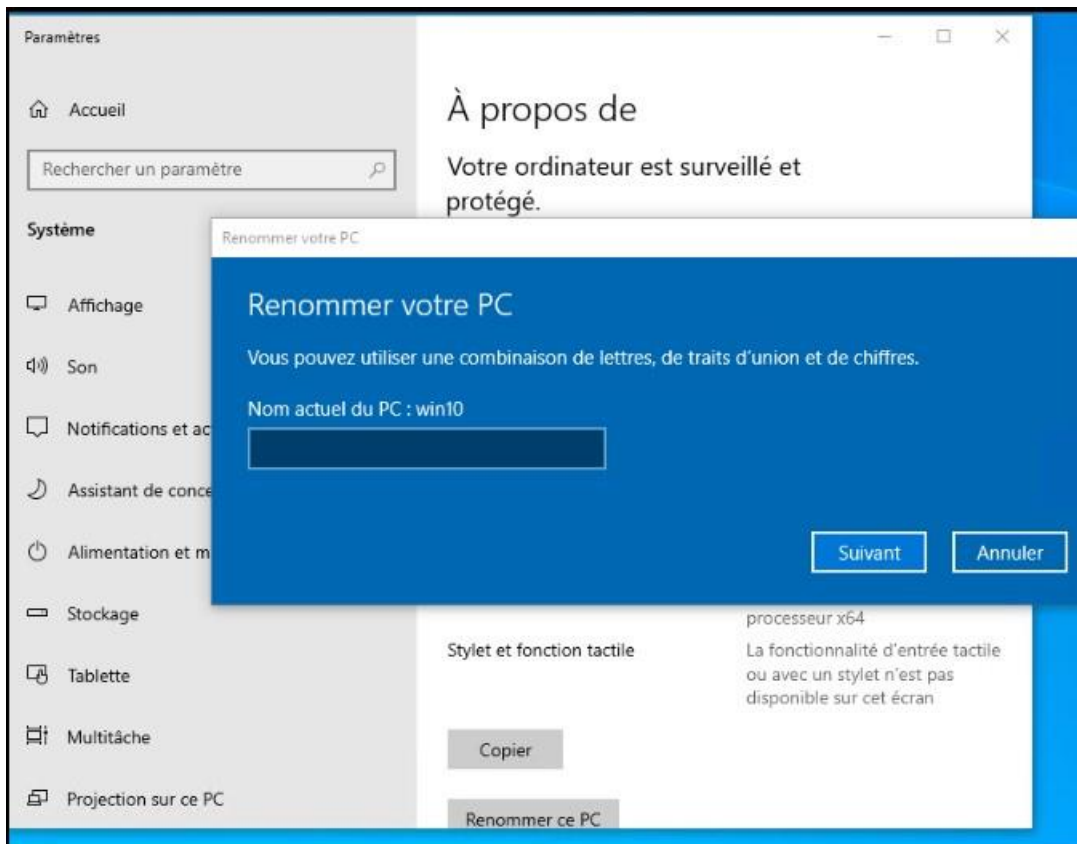 Paramètres
Accueil
Rechercher un paramètre
Système
Affichage
Son
Notifications et ac
Assistant de conce
Alimentation et m
Stockage
Tablette
Multitâche
Projection sur ce PC
À propos de
Votre ordinateur est surveillé et
protégé.
Renommer votre PC
Renommer votre PC
Vous pouvez utiliser une combinaison de lettres, de traits d'union et de chiffres.
Nom actuel du PC : win10
Suivant
Annuler
processeur x64
Stylet et fonction tactile
La fonctionnalité d'entrée tactile
ou avec un stylet n'est pas
disponible sur cet écran
Copier
Renommer ce PC